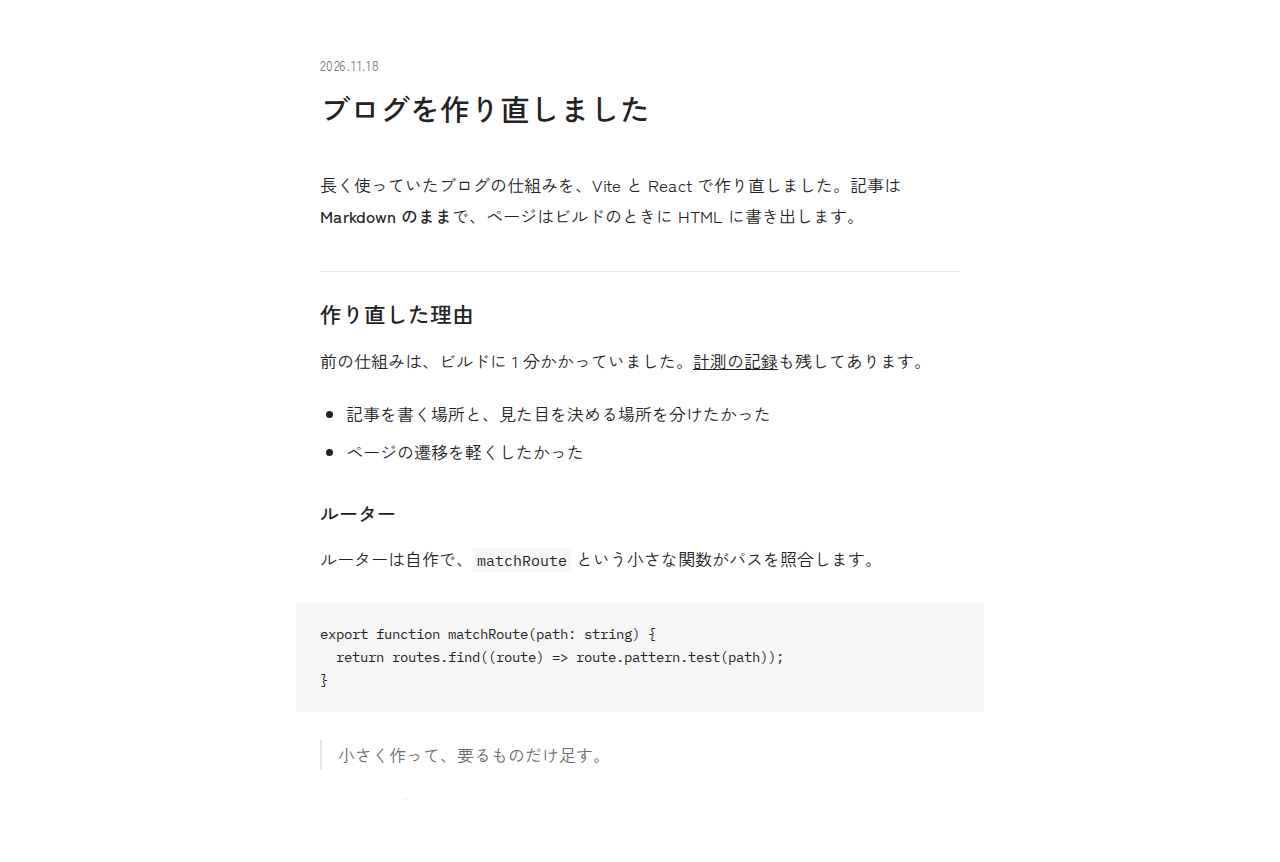 2026.11.18
ブログを作り直しました
長く使っていたブログの仕組みを、Vite と React で作り直しました。記事は
Markdown のままで、ページはビルドのときに HTML に書き出します。
作り直した理由
前の仕組みは、ビルドに 1 分かかっていました。計測の記録も残してあります。
記事を書く場所と、見た目を決める場所を分けたかった
ページの遷移を軽くしたかった
ルーター
ルーターは自作で、matchRoute という小さな関数がパスを照合します。
export function matchRoute(path: string) {
  return routes.find((route) => route.pattern.test(path));
}
小さく作って、要るものだけ足す。